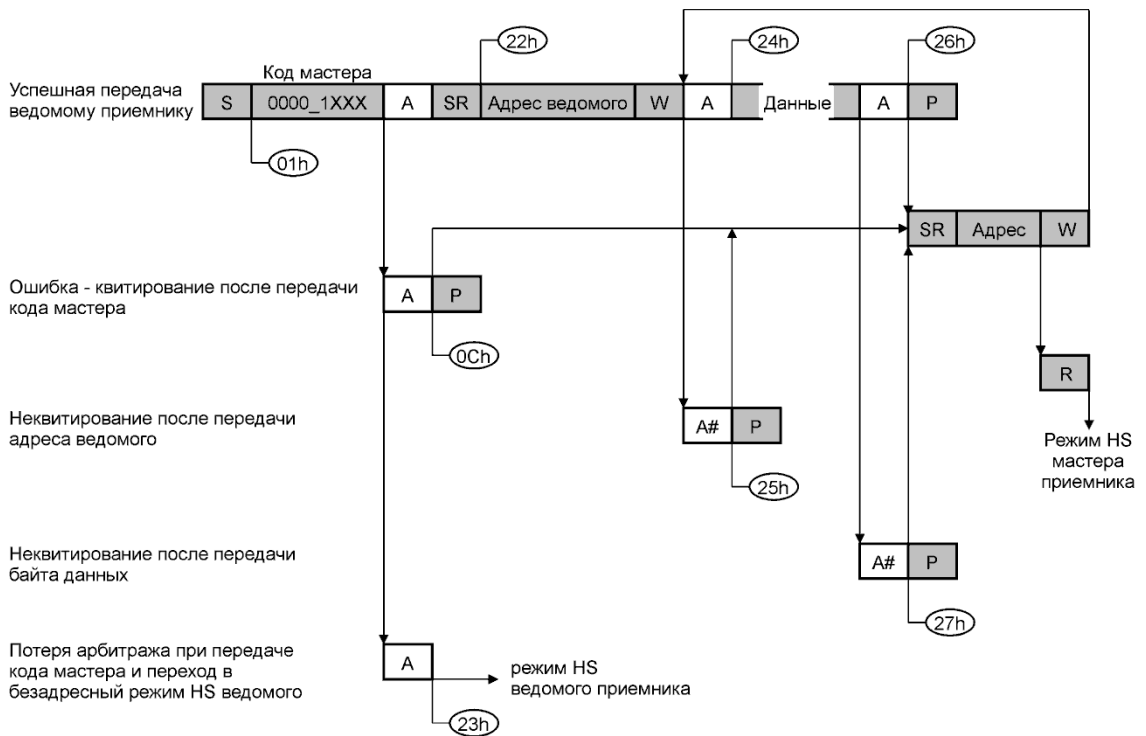 22h
24h
26h
Код мастера
Успешная передача
ведомому приемнику
S 0000_1XXX A SR Адрес ведомого W A Данные A P
01h
SR Адрес W
Ошибка - квитирование после передачи
кода мастера
A P
0Ch
R
Неквитирование после передачи
адреса ведомого
A# P
Режим HS
мастера
приемника
25h
Неквитирование после передачи
байта данных
A# P
27h
Потеря арбитража при передаче
кода мастера и переход в
безадресный режим HS ведомого
A
режим HS
ведомого приемника
23h